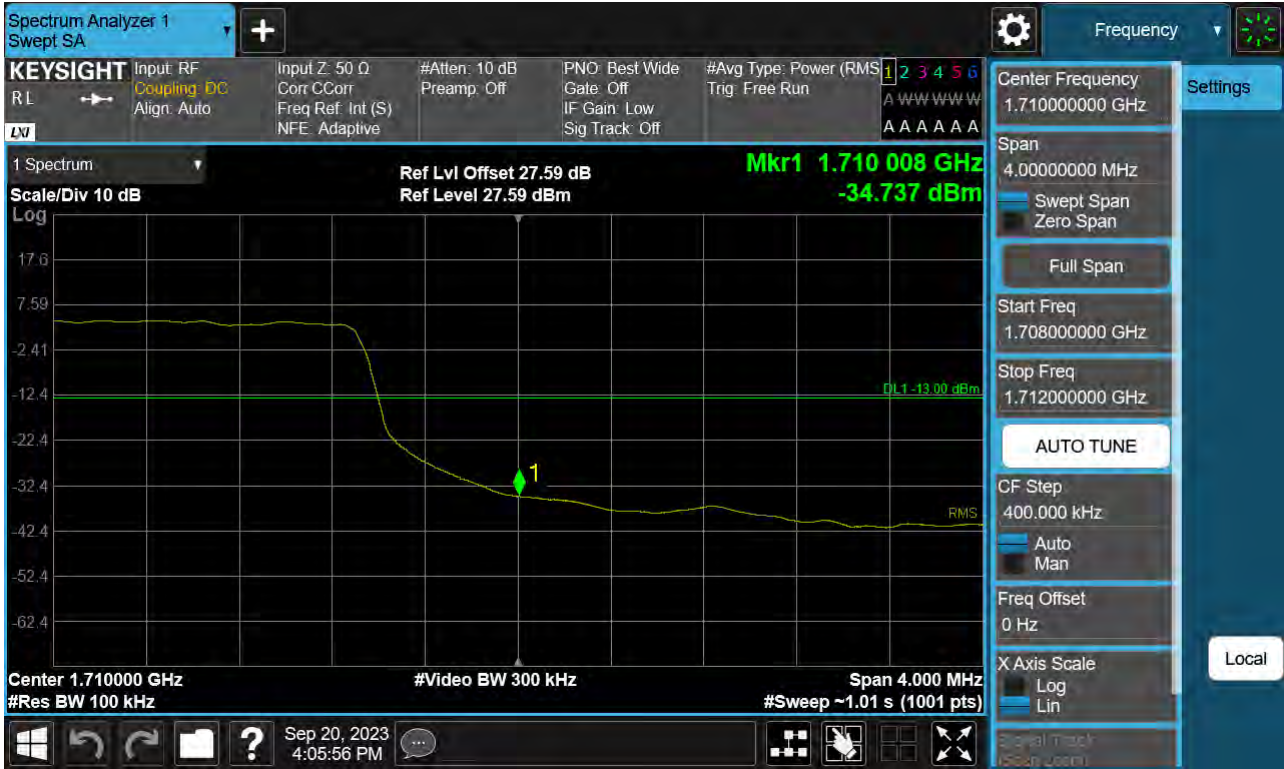 Spectrum Analyzer 1
Swept SA
+
Frequency
KEYSIGHT
RL
LXI
Input: RF
Coupling: DC
Align: Auto
Input Z: 50 Ω
Corr CCorr
Freq Ref: Int (S)
NFE: Adaptive
#Atten: 10 dB
Preamp: Off
PNO: Best Wide
Gate: Off
IF Gain: Low
Sig Track: Off
#Avg Type: Power (RMS
Trig: Free Run
1 2 3 4 5 6
A W W W W W
A A A A A A
1 Spectrum
Scale/Div 10 dB
Log
Ref Lvl Offset 27.59 dB
Ref Level 27.59 dBm
Mkr1 1.710 008 GHz
-34.737 dBm
17.6
7.59
-2.41
-12.4
DL1 -13.00 dBm
-22.4
-32.4
1
RMS
-42.4
-52.4
-62.4
Center 1.710000 GHz
#Video BW 300 kHz
Span 4.000 MHz
#Res BW 100 kHz
#Sweep ~1.01 s (1001 pts)
Center Frequency
1.710000000 GHz
Settings
Span
4.00000000 MHz
Swept Span
Zero Span
Full Span
Start Freq
1.708000000 GHz
Stop Freq
1.712000000 GHz
AUTO TUNE
CF Step
400.000 kHz
Auto
Man
Freq Offset
0 Hz
X Axis Scale
Log
Lin
Local
Signal Track
(Span Zoom)
?
Sep 20, 2023
4:05:56 PM